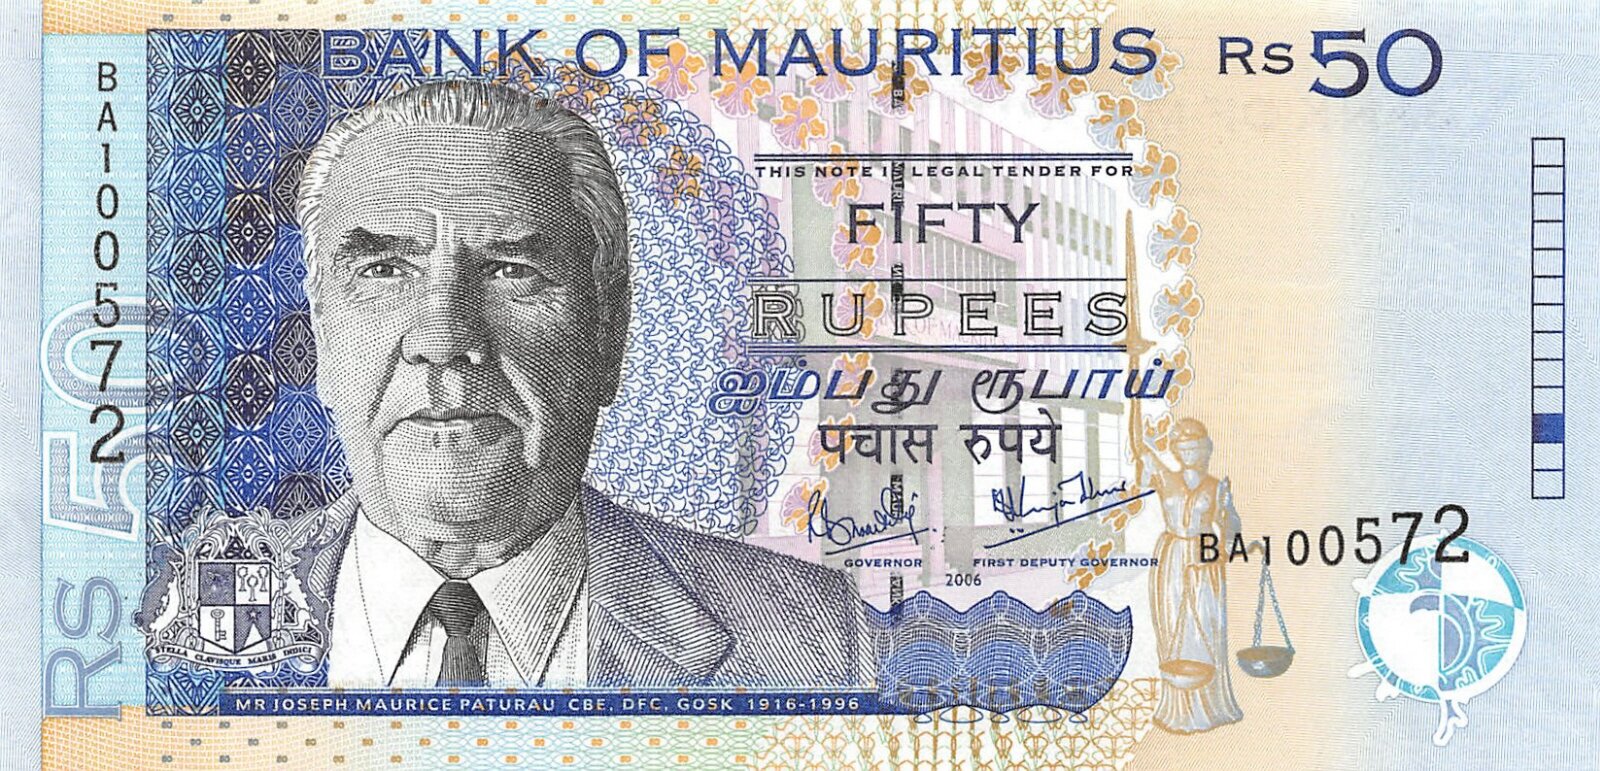 BANK OF MAURITIUS Rs 50
BA100572
Rs 50
THIS NOTE IS LEGAL TENDER FOR
FIFTY
RUPEES
ஐம்பது ரூபாய்
पचास रुपये
GOVERNOR FIRST DEPUTY GOVERNOR
2006
BA100572
STELLA CLAVISQUE MARIS INDICI
MR JOSEPH MAURICE PATURAU CBE, DFC, GOSK 1916-1996